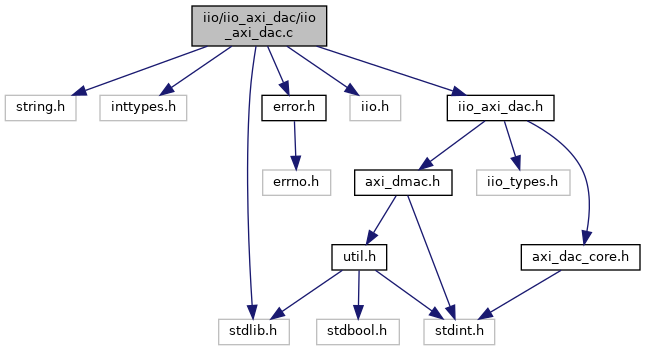 iio/iio_axi_dac/iio
_axi_dac.c
string.h
inttypes.h
error.h
iio.h
iio_axi_dac.h
errno.h
axi_dmac.h
iio_types.h
util.h
axi_dac_core.h
stdlib.h
stdbool.h
stdint.h